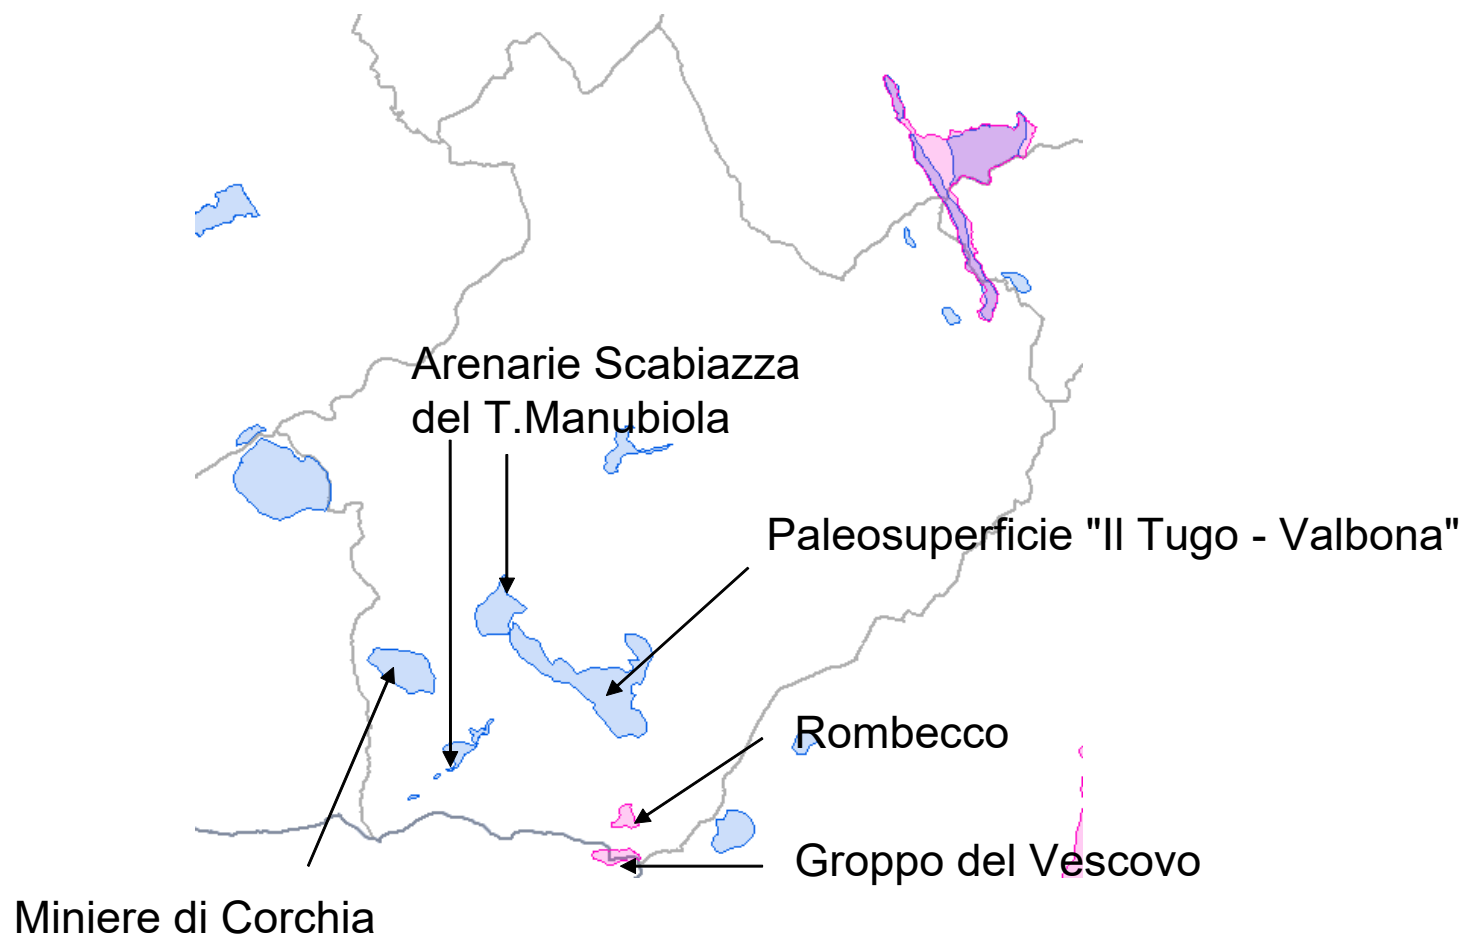 Arenarie Scabiazza
del T.Manubiola
Paleosuperficie "Il Tugo - Valbona"
Rombecco
Groppo del Vescovo
Miniere di Corchia